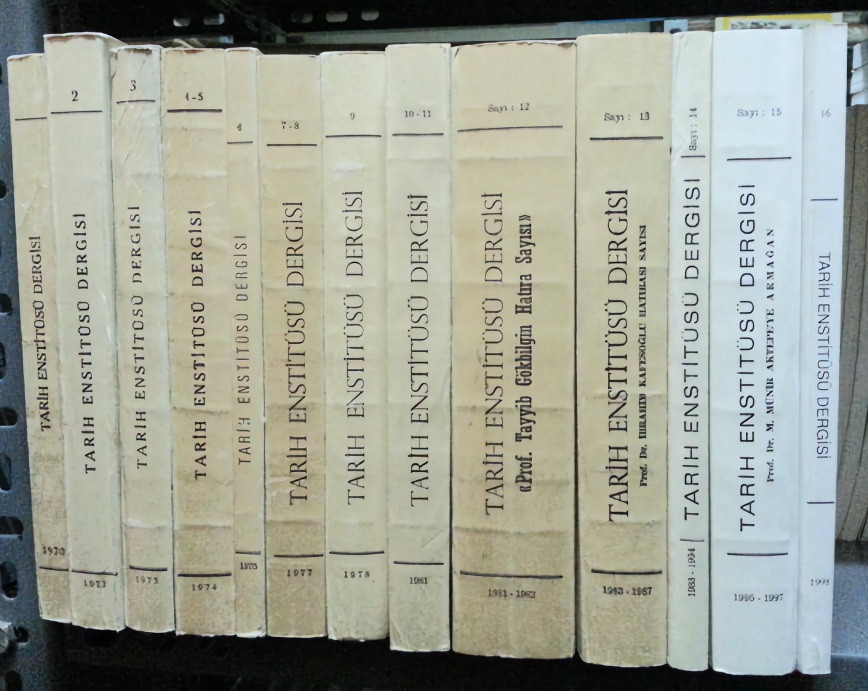 TARİH ENSTİTÜSÜ DERGİSİ
1970
2
TARİH ENSTİTÜSÜ DERGİSİ
3
TARİH ENSTİTÜSÜ DERGİSİ
1973
4-5
TARİH ENSTİTÜSÜ DERGİSİ
1974
6
TARİH ENSTİTÜSÜ DERGİSİ
1975
7-8
TARİH ENSTİTÜSÜ DERGİSİ
1977
9
TARİH ENSTİTÜSÜ DERGİSİ
1978
10-11
TARİH ENSTİTÜSÜ DERGİSİ
1981
Sayı : 12
TARİH ENSTİTÜSÜ DERGİSİ
«Prof. Tayyib Gökbilgin Hatıra Sayısı»
1981-1982
Sayı : 13
TARİH ENSTİTÜSÜ DERGİSİ
Prof. Dr. İBRAHİM KAFESOĞLU HATIRASI SAYISI
1983-1987
Sayı : 14
TARİH ENSTİTÜSÜ DERGİSİ
Sayı : 15
TARİH ENSTİTÜSÜ DERGİSİ
Prof. Dr. M. MÜNİR AKTEPE'YE ARMAĞAN
1995-1997
16
TARİH ENSTİTÜSÜ DERGİSİ
1998